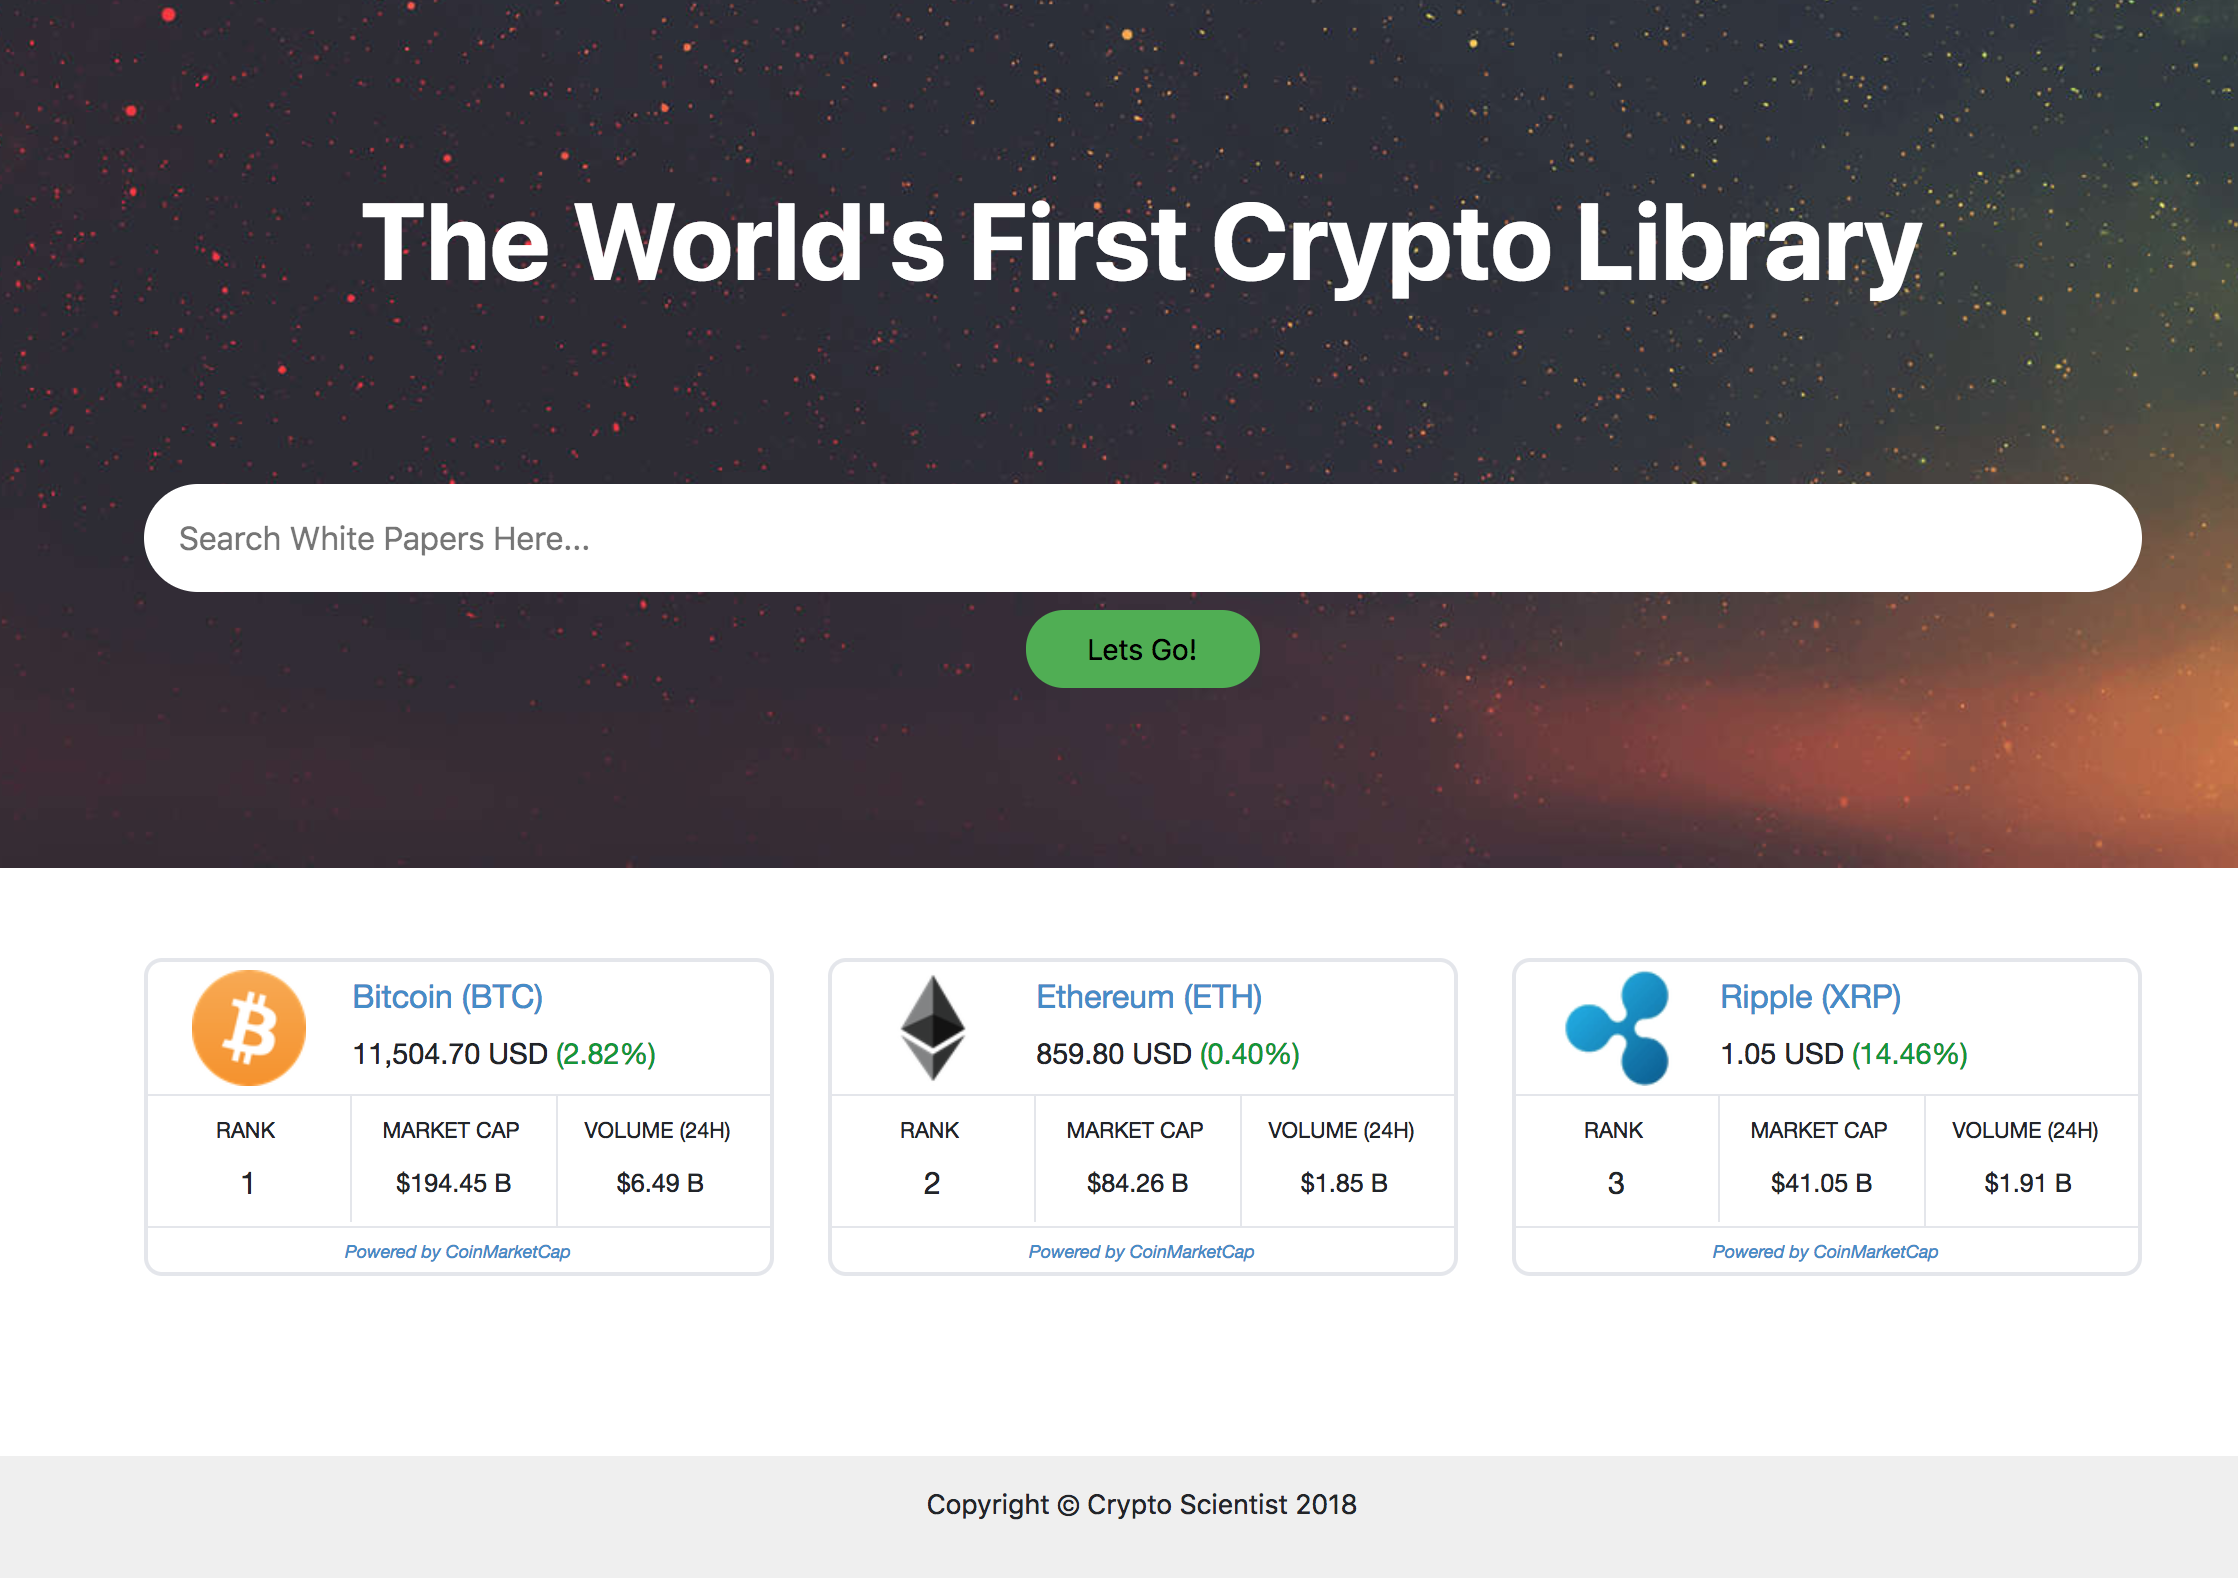 The World's First Crypto Library
Search White Papers Here...
Lets Go!
Bitcoin (BTC)
11,504.70 USD (2.82%)
RANK MARKET CAP VOLUME (24H)
1 $194.45 B $6.49 B
Powered by CoinMarketCap
Ethereum (ETH)
859.80 USD (0.40%)
RANK MARKET CAP VOLUME (24H)
2 $84.26 B $1.85 B
Powered by CoinMarketCap
Ripple (XRP)
1.05 USD (14.46%)
RANK MARKET CAP VOLUME (24H)
3 $41.05 B $1.91 B
Powered by CoinMarketCap
Copyright © Crypto Scientist 2018